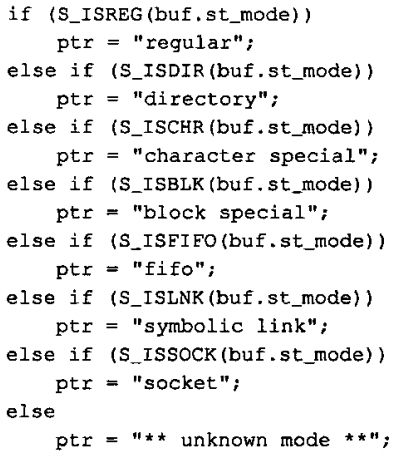 if (S_ISREG(buf.st_mode))
    ptr = "regular";
else if (S_ISDIR(buf.st_mode))
    ptr = "directory";
else if (S_ISCHR(buf.st_mode))
    ptr = "character special";
else if (S_ISBLK(buf.st_mode))
    ptr = "block special";
else if (S_ISFIFO(buf.st_mode))
    ptr = "fifo";
else if (S_ISLNK(buf.st_mode))
    ptr = "symbolic link";
else if (S_ISSOCK(buf.st_mode))
    ptr = "socket";
else
    ptr = "** unknown mode **";